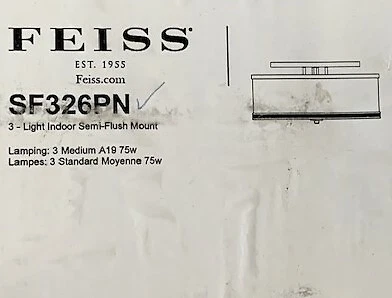 FEISS
EST. 1955
Feiss.com
SF326PN
3 - Light Indoor Semi-Flush Mount
Lamping: 3 Medium A19 75w
Lampes: 3 Standard Moyenne 75w